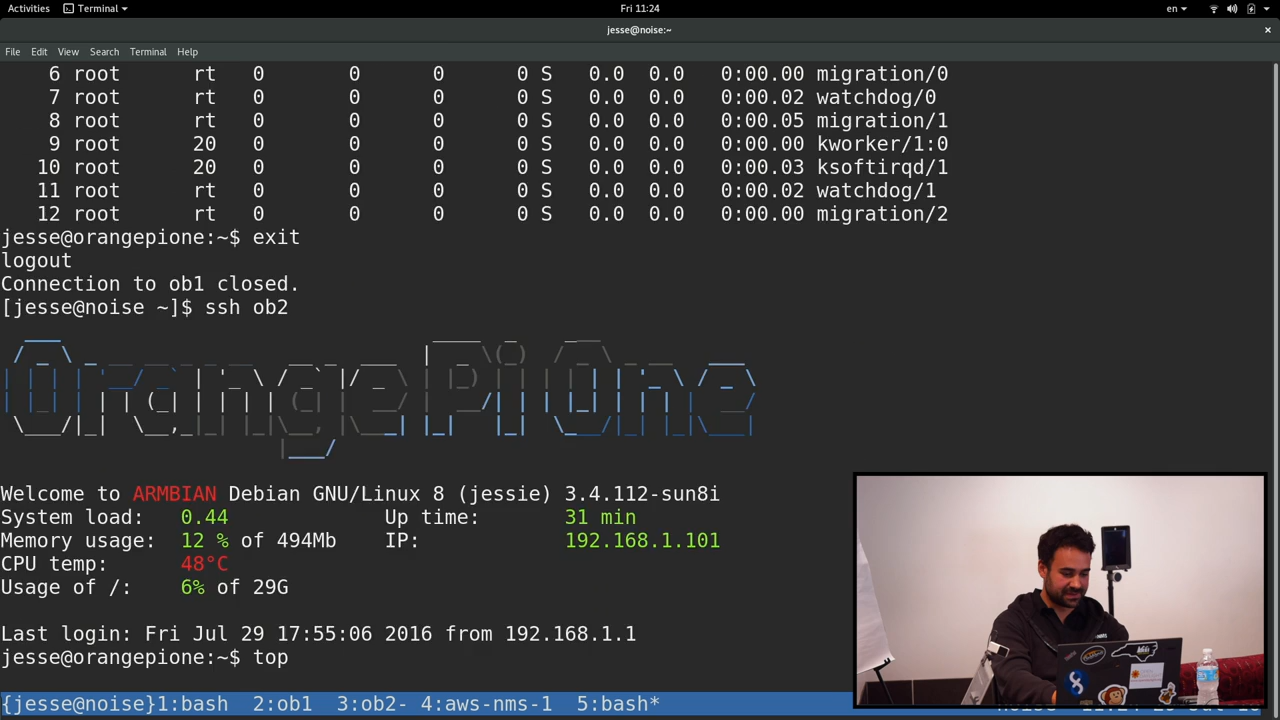 Activities Terminal Fri 11:24 en
jesse@noise:~
File Edit View Search Terminal Help
6 root rt 0 0 0 0 S 0.0 0.0 0:00.00 migration/0
7 root rt 0 0 0 0 S 0.0 0.0 0:00.02 watchdog/0
8 root rt 0 0 0 0 S 0.0 0.0 0:00.05 migration/1
9 root 20 0 0 0 0 S 0.0 0.0 0:00.00 kworker/1:0
10 root 20 0 0 0 0 S 0.0 0.0 0:00.03 ksoftirqd/1
11 root rt 0 0 0 0 S 0.0 0.0 0:00.02 watchdog/1
12 root rt 0 0 0 0 S 0.0 0.0 0:00.00 migration/2
jesse@orangepione:~$ exit
logout
Connection to ob1 closed.
[jesse@noise ~]$ ssh ob2
Orange Pi One
Welcome to ARMBIAN Debian GNU/Linux 8 (jessie) 3.4.112-sun8i
System load: 0.44 Up time: 31 min
Memory usage: 12 % of 494Mb IP: 192.168.1.101
CPU temp: 48°C
Usage of /: 6% of 29G
Last login: Fri Jul 29 17:55:06 2016 from 192.168.1.1
jesse@orangepione:~$ top
{jesse@noise}1:bash 2:ob1 3:ob2- 4:aws-nms-1 5:bash*